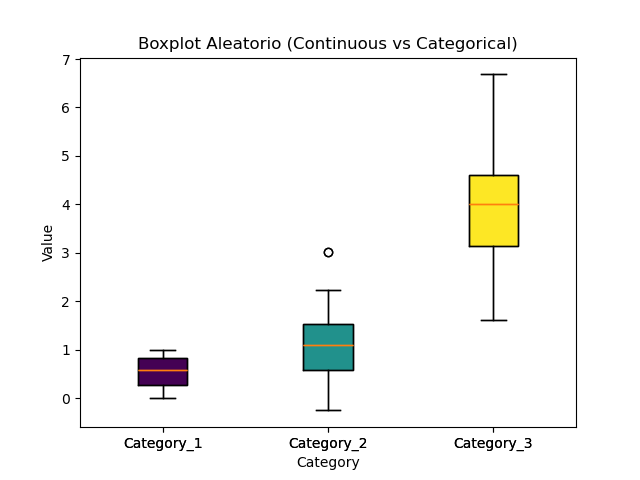 Boxplot Aleatorio (Continuous vs Categorical)
7
6
5
4
3
2
1
0
Value
Category_1
Category_2
Category_3
Category